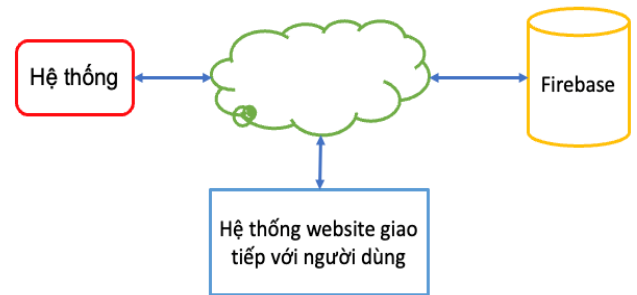 Hệ thống
Firebase
Hệ thống website giao
tiếp với người dùng